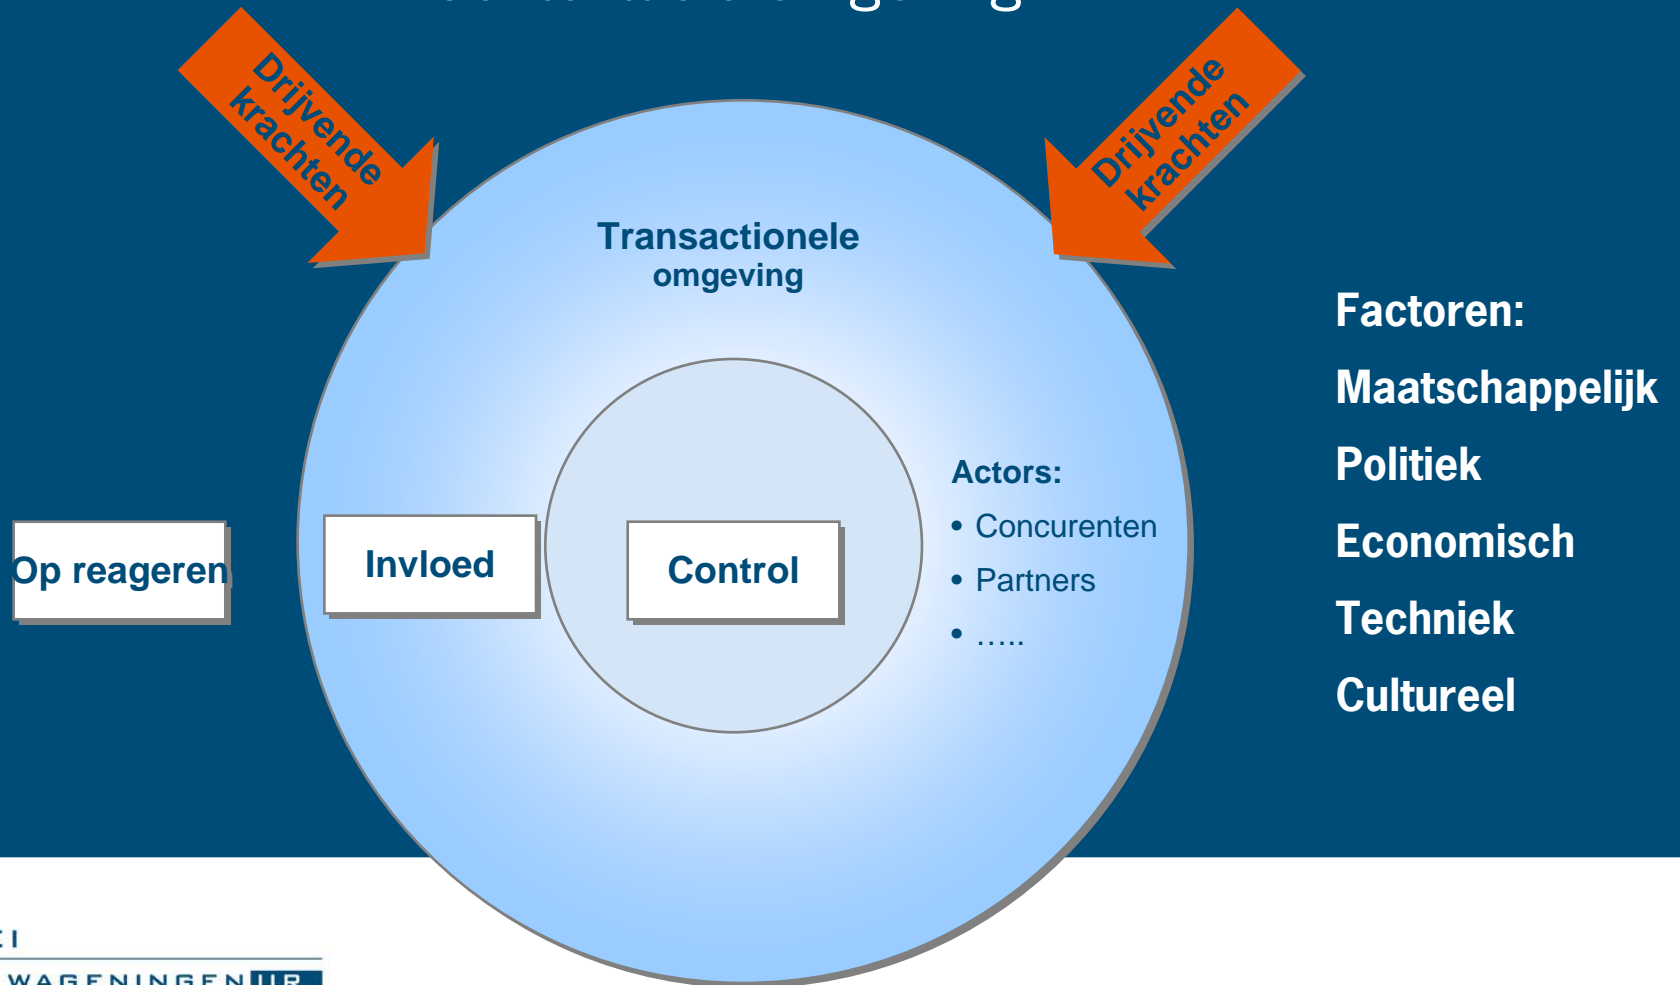 Drijvende
krachten
Drijvende
krachten
Transactionele
omgeving
Factoren:
Maatschappelijk
Politiek
Economisch
Techniek
Cultureel
Actors:
• Concurenten
• Partners
• …..
Op reageren
Invloed
Control
WAGENINGEN UR